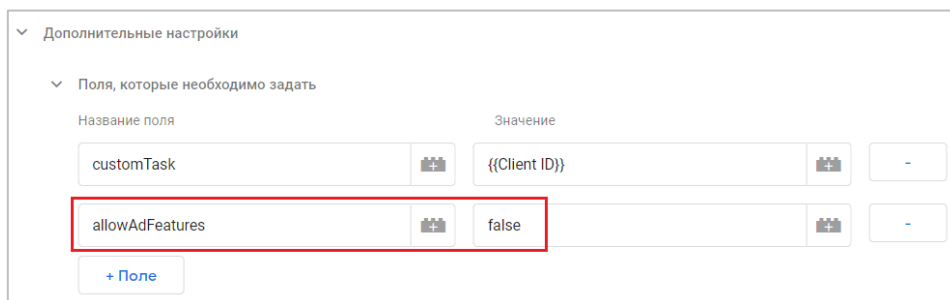 Дополнительные настройки
Поля, которые необходимо задать
Название поля Значение
customTask {{Client ID}} -
allowAdFeatures false -
+ Поле